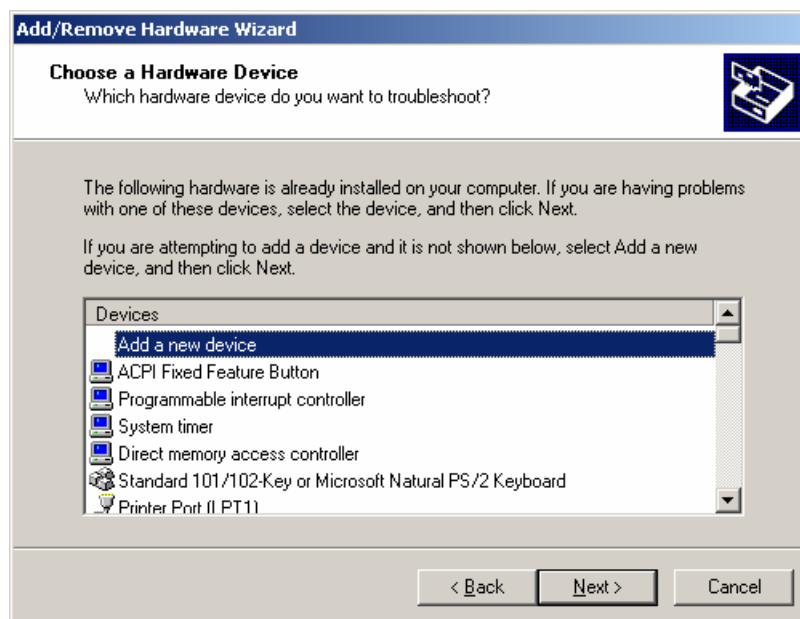 Add/Remove Hardware Wizard
Choose a Hardware Device
Which hardware device do you want to troubleshoot?
The following hardware is already installed on your computer. If you are having problems
with one of these devices, select the device, and then click Next.
If you are attempting to add a device and it is not shown below, select Add a new
device, and then click Next.
Devices
Add a new device
ACPI Fixed Feature Button
Programmable interrupt controller
System timer
Direct memory access controller
Standard 101/102-Key or Microsoft Natural PS/2 Keyboard
Printer Port (LPT1)
< Back
Next >
Cancel